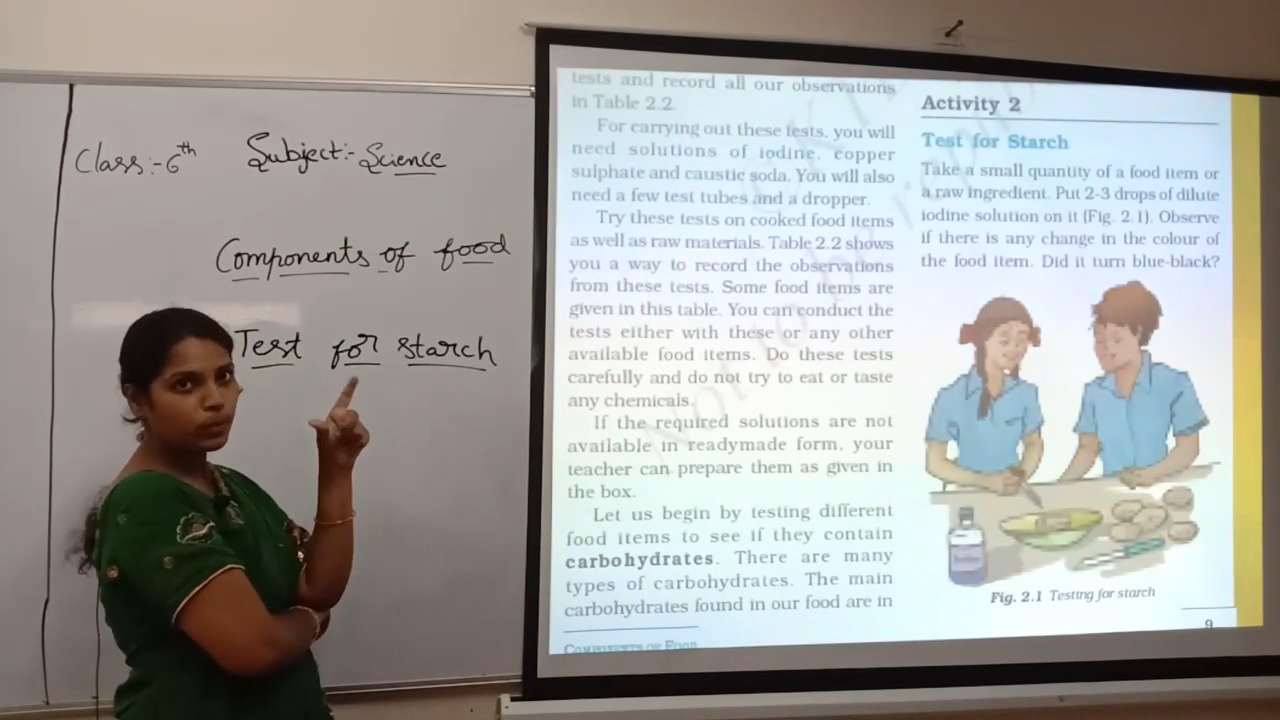 Class:- 6th Subject:- Science
Components of food
Test for starch
tests and record all our observations
in Table 2.2.
For carrying out these tests, you will
need solutions of iodine, copper
sulphate and caustic soda. You will also
need a few test tubes and a dropper.
Try these tests on cooked food items
as well as raw materials. Table 2.2 shows
you a way to record the observations
from these tests. Some food items are
given in this table. You can conduct the
tests either with these or any other
available food items. Do these tests
carefully and do not try to eat or taste
any chemicals.
If the required solutions are not
available in readymade form, your
teacher can prepare them as given in
the box.
Let us begin by testing different
food items to see if they contain
carbohydrates. There are many
types of carbohydrates. The main
carbohydrates found in our food are in
COMPONENTS OF FOOD
Activity 2
Test for Starch
Take a small quantity of a food item or
a raw ingredient. Put 2-3 drops of dilute
iodine solution on it (Fig. 2.1). Observe
if there is any change in the colour of
the food item. Did it turn blue-black?
Fig. 2.1 Testing for starch
9